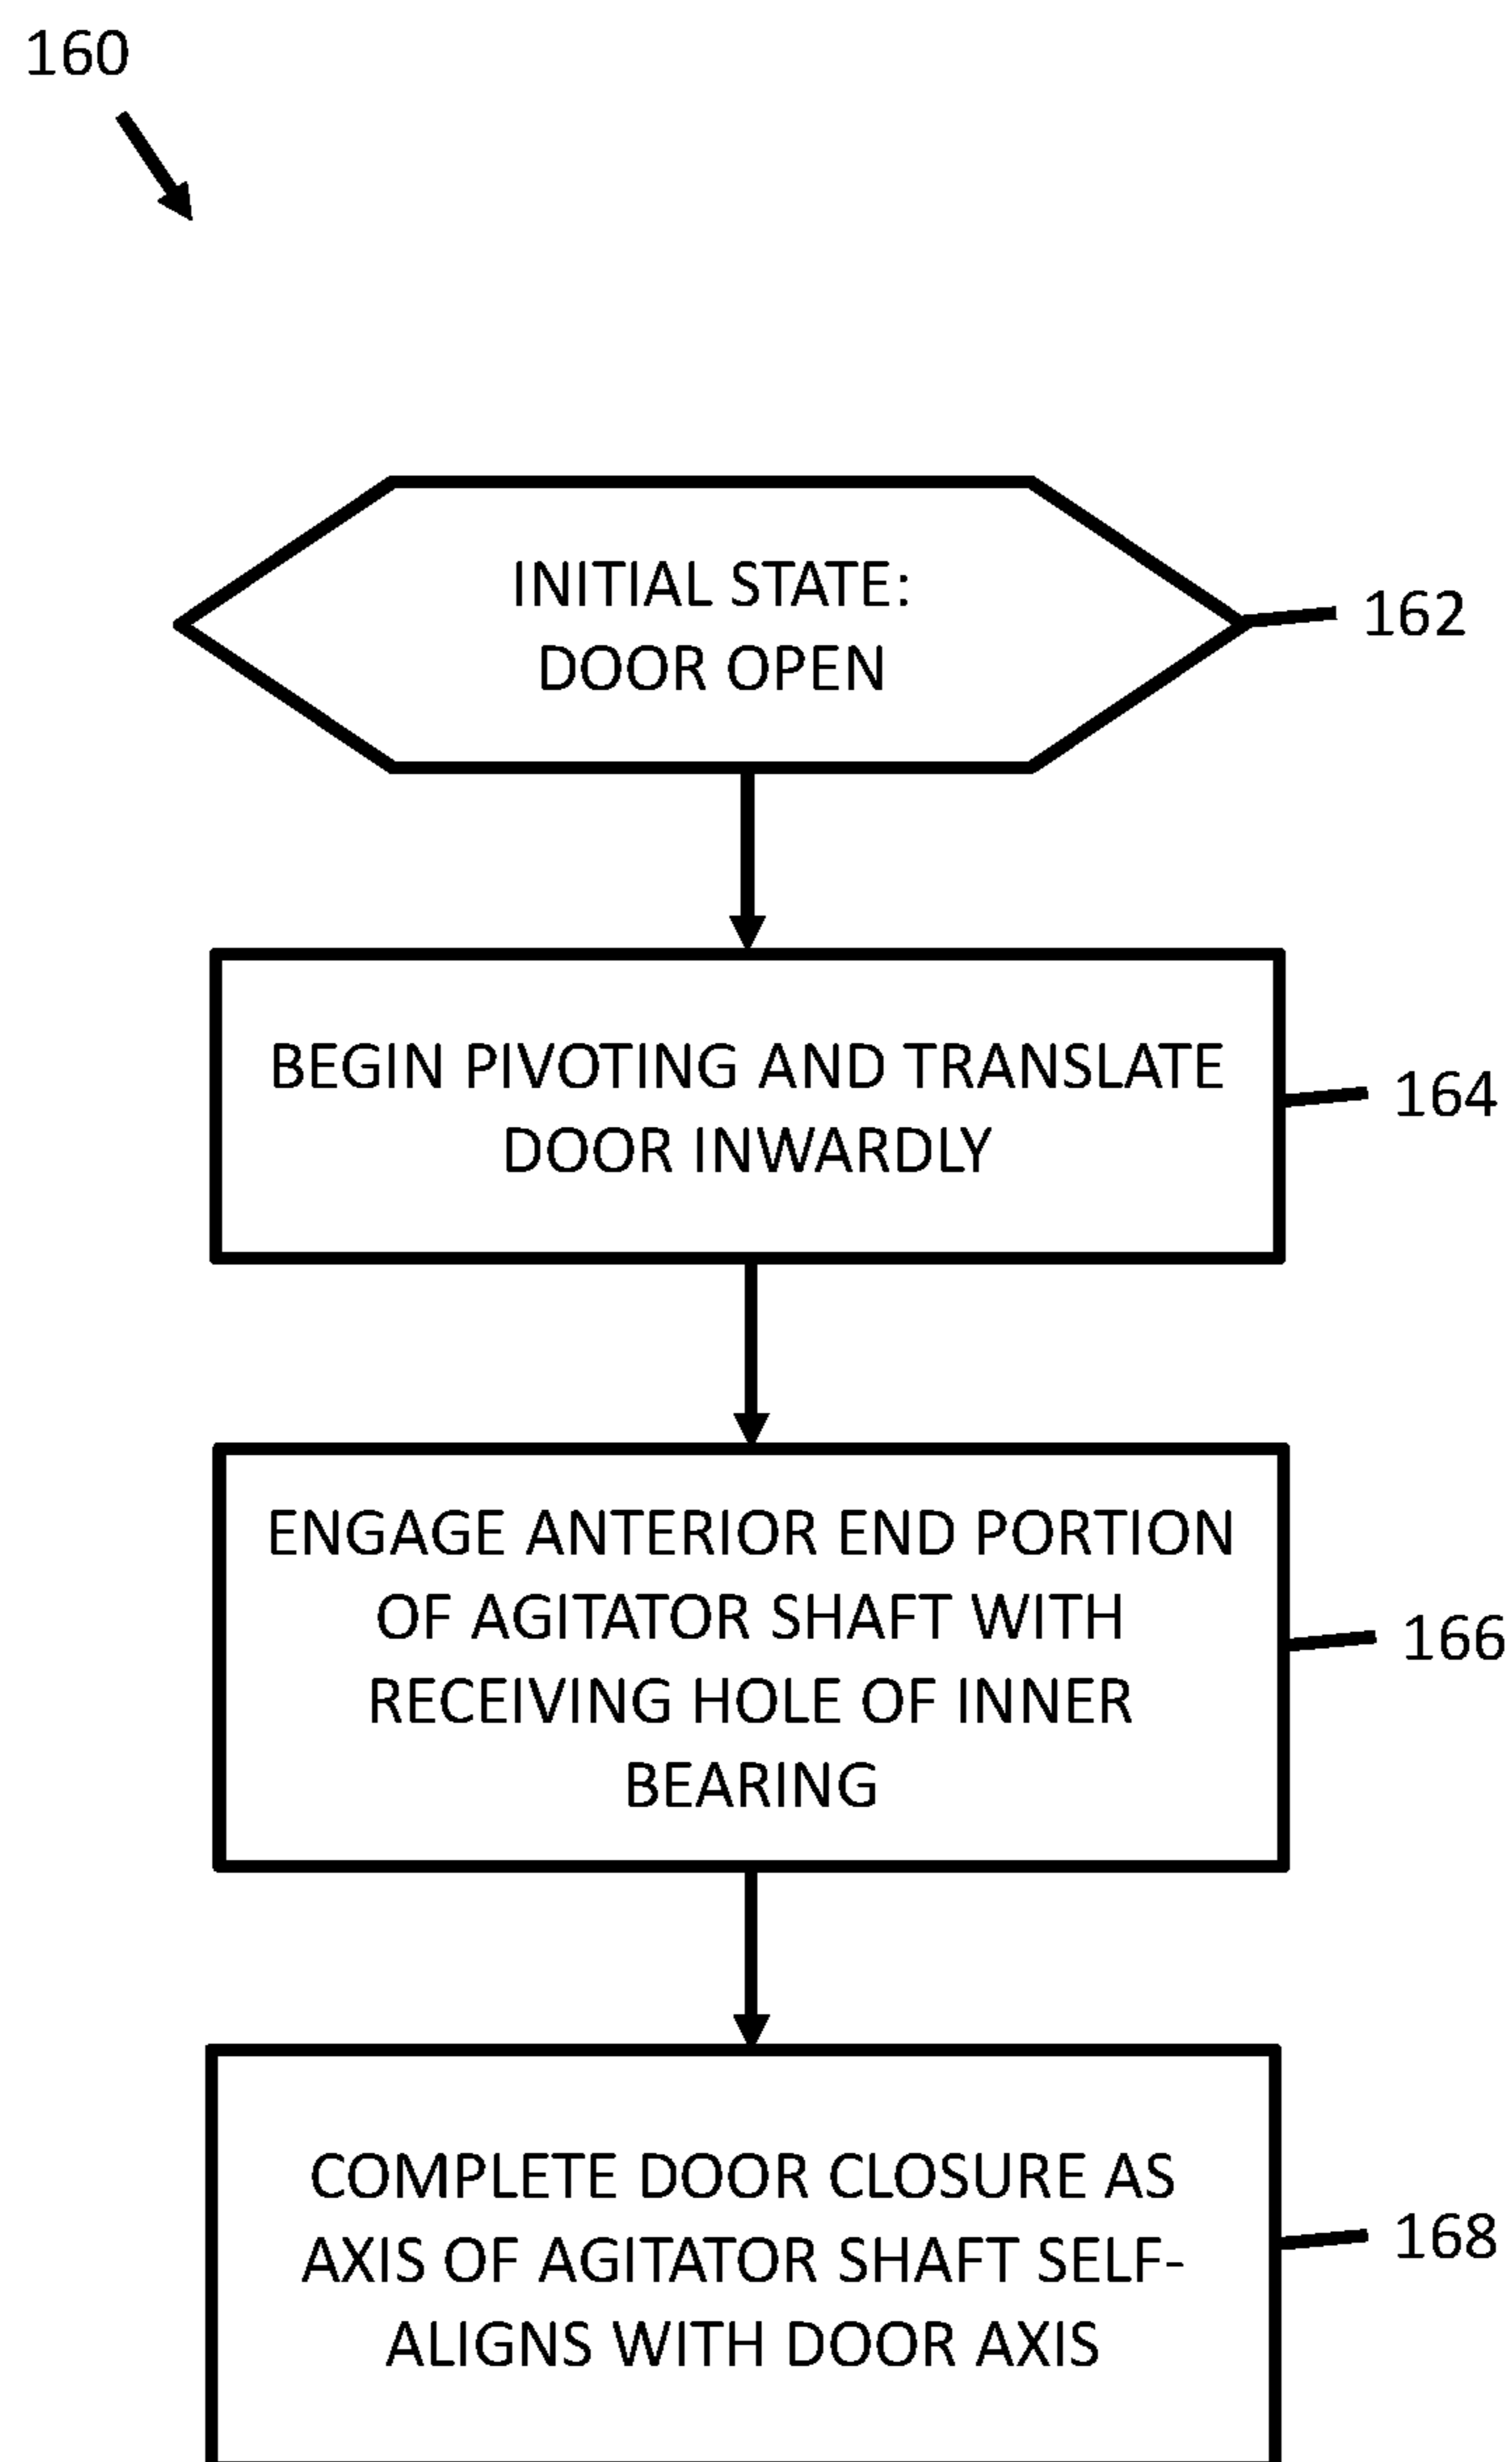 160
INITIAL STATE:
DOOR OPEN
162
BEGIN PIVOTING AND TRANSLATE
DOOR INWARDLY
164
ENGAGE ANTERIOR END PORTION
OF AGITATOR SHAFT WITH
RECEIVING HOLE OF INNER
BEARING
166
COMPLETE DOOR CLOSURE AS
AXIS OF AGITATOR SHAFT SELF-
ALIGNS WITH DOOR AXIS
168